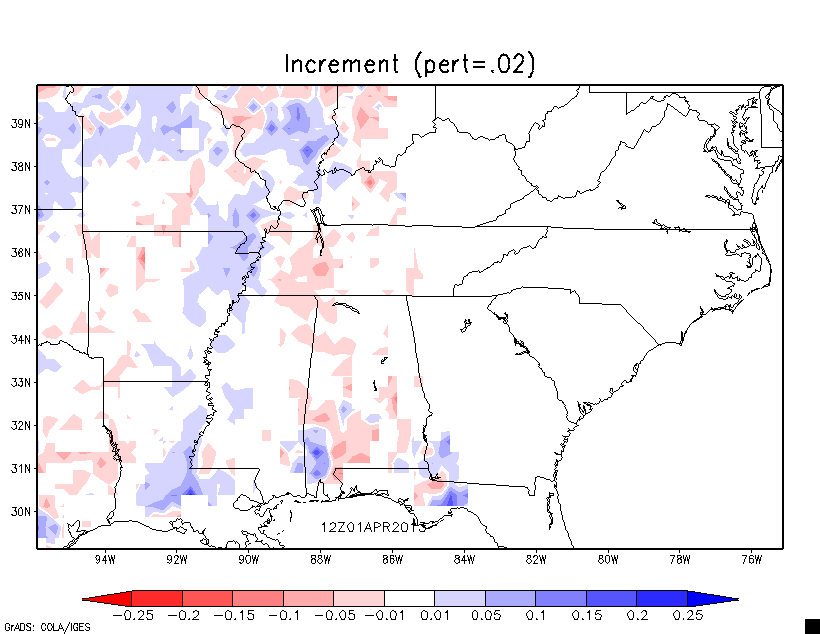 Increment (pert=.02)
39N
38N
37N
36N
35N
34N
33N
32N
31N
30N
12Z01APR2013
94W 92W 90W 88W 86W 84W 82W 80W 78W 76W
-0.25 -0.2 -0.15 -0.1 -0.05 -0.01 0.01 0.05 0.1 0.15 0.2 0.25
GrADS: COLA/IGES